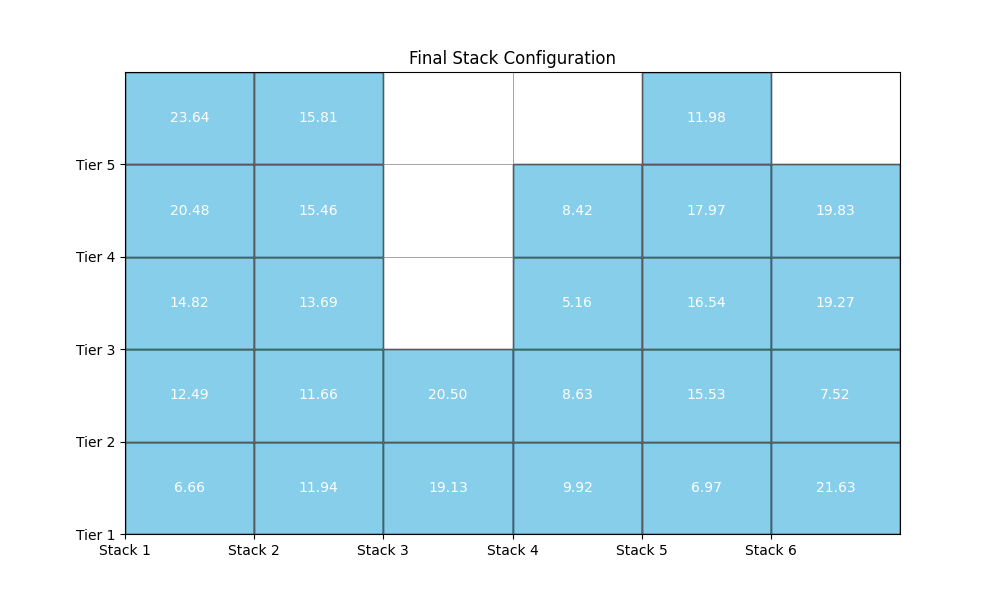 Final Stack Configuration
23.64 15.81 11.98
Tier 5
20.48 15.46 8.42 17.97 19.83
Tier 4
14.82 13.69 5.16 16.54 19.27
Tier 3
12.49 11.66 20.50 8.63 15.53 7.52
Tier 2
6.66 11.94 19.13 9.92 6.97 21.63
Tier 1
Stack 1 Stack 2 Stack 3 Stack 4 Stack 5 Stack 6